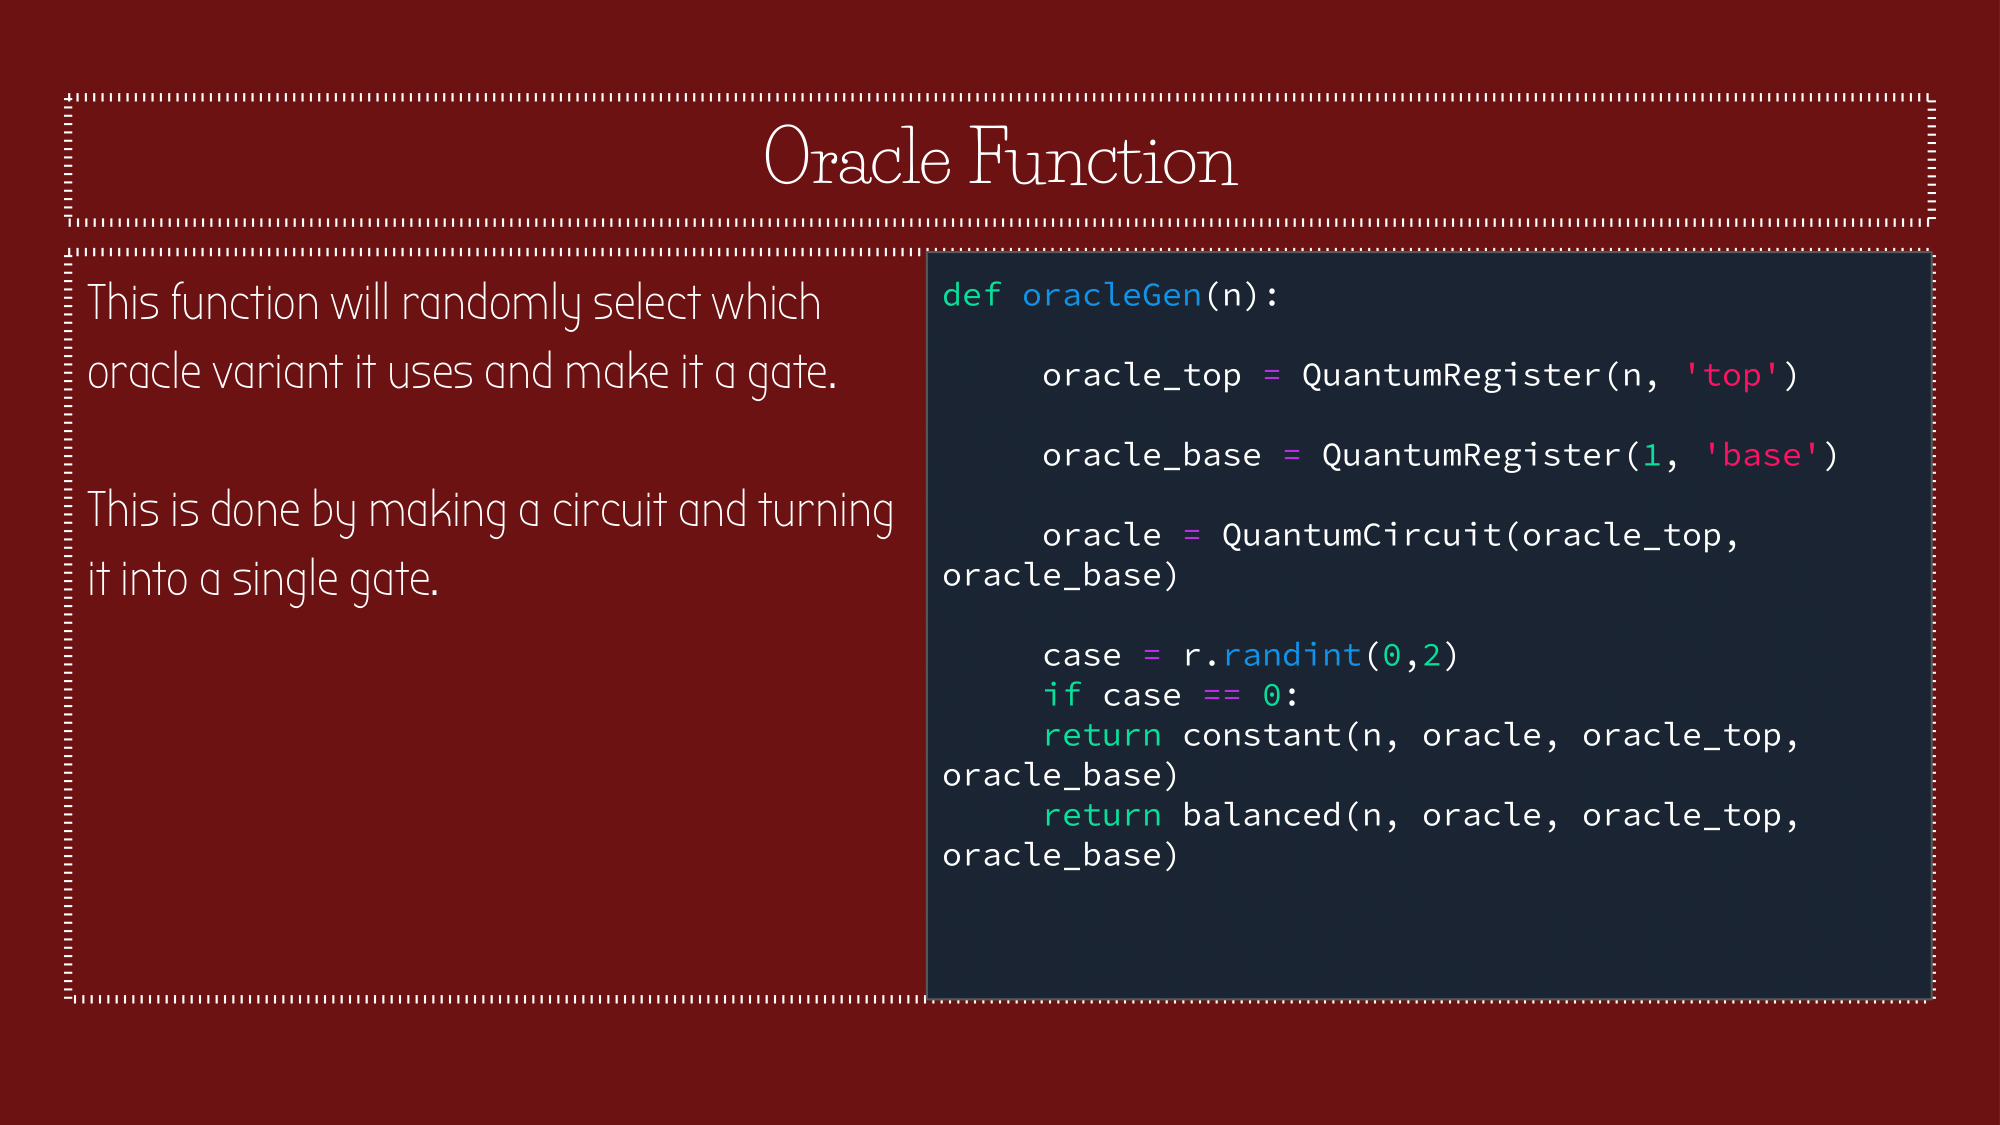 Oracle Function
This function will randomly select which
oracle variant it uses and make it a gate.
This is done by making a circuit and turning
it into a single gate.
def oracleGen(n):
oracle_top = QuantumRegister(n, 'top')
oracle_base = QuantumRegister(1, 'base')
oracle = QuantumCircuit(oracle_top,
oracle_base)
case = r.randint(0,2)
if case == 0:
return constant(n, oracle, oracle_top,
oracle_base)
return balanced(n, oracle, oracle_top,
oracle_base)